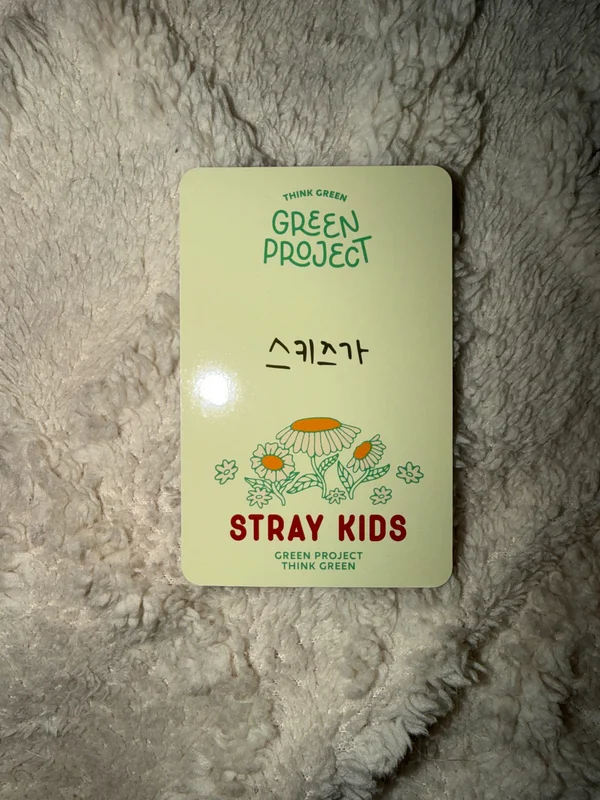 THINK GREEN
GREEN
PROJECT
스키즈가
STRAY KIDS
GREEN PROJECT
THINK GREEN